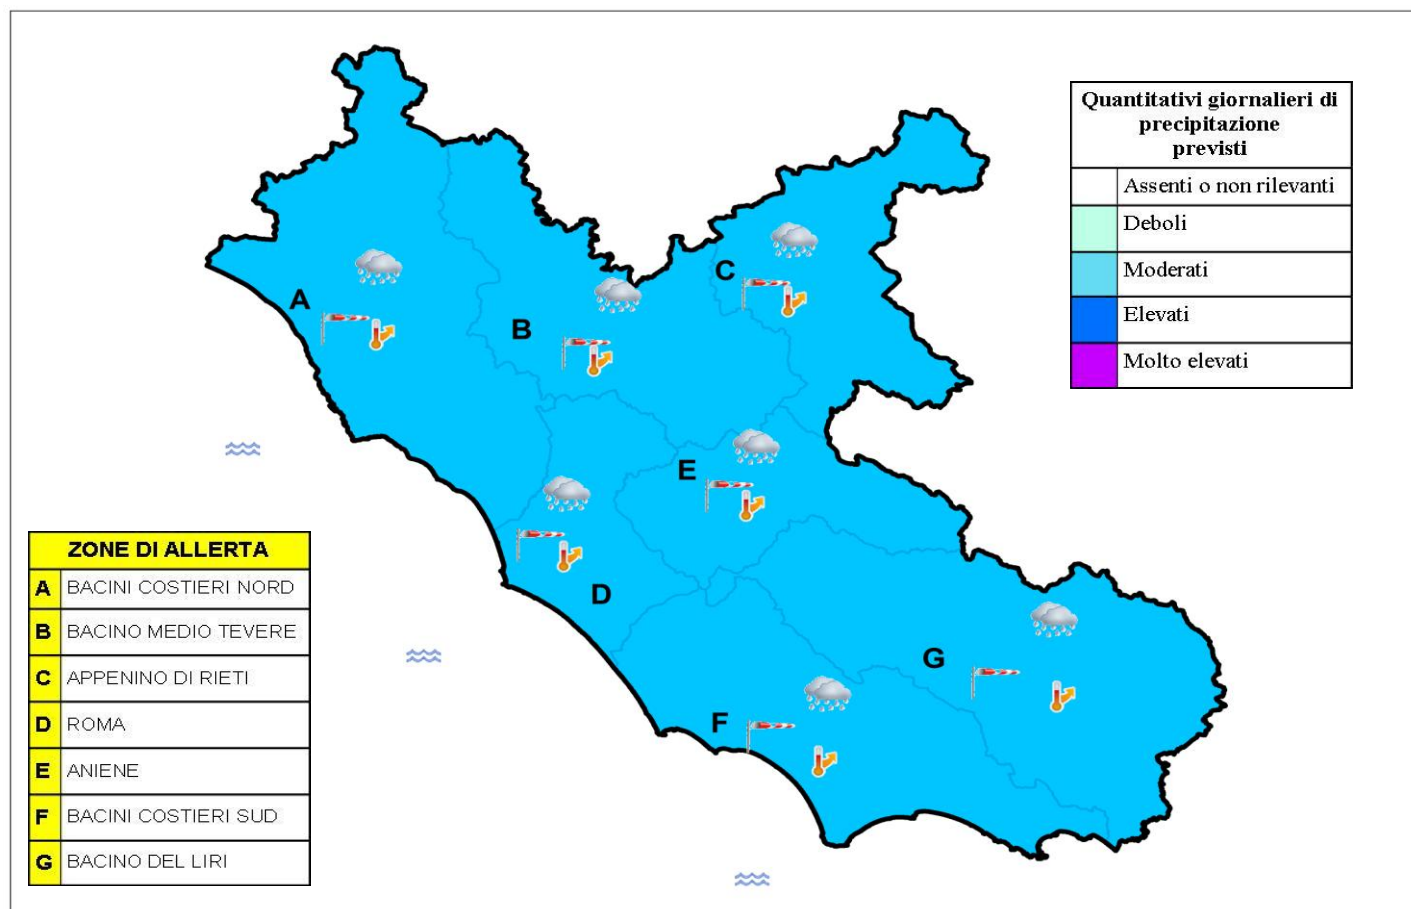 Quantitativi giornalieri di
precipitazione
previsti
Assenti o non rilevanti
Deboli
Moderati
Elevati
Molto elevati
C
A
B
E
D
G
F
ZONE DI ALLERTA
A BACINI COSTIERI NORD
B BACINO MEDIO TEVERE
C APPENINO DI RIETI
D ROMA
E ANIENE
F BACINI COSTIERI SUD
G BACINO DEL LIRI